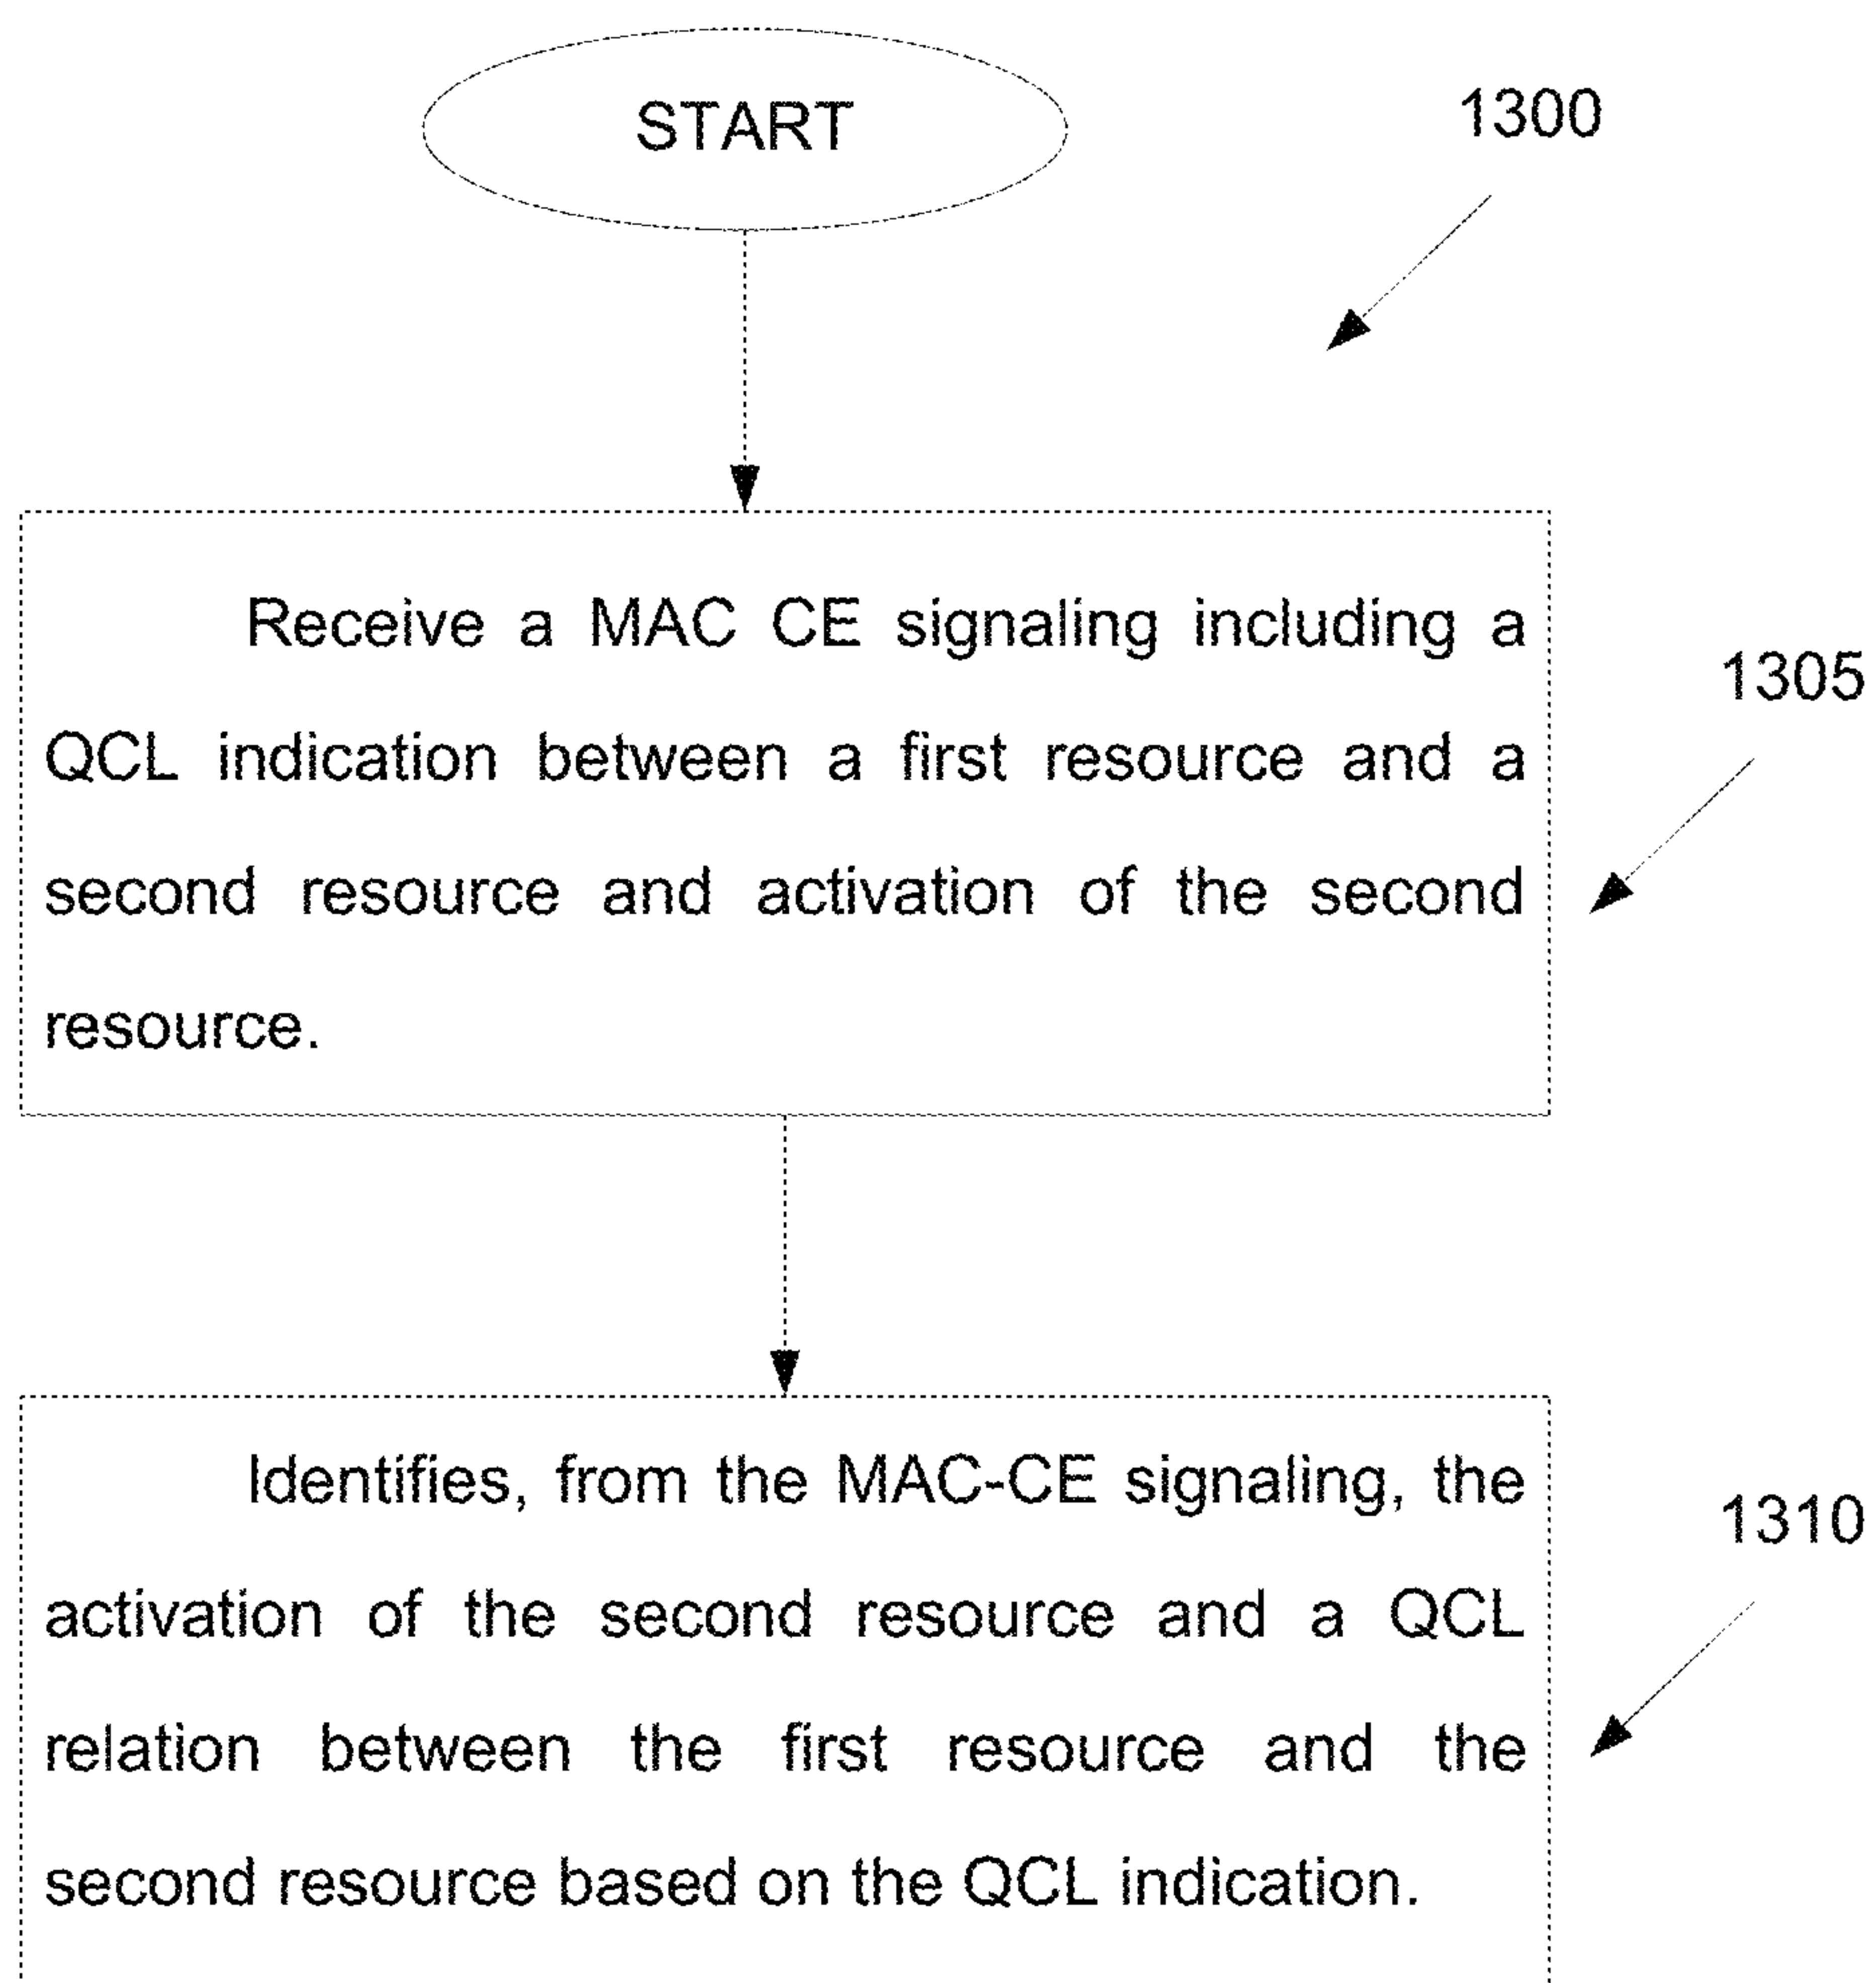 START
1300
Receive a MAC CE signaling including a
QCL indication between a first resource and a
second resource and activation of the second
resource.
1305
Identifies, from the MAC-CE signaling, the
activation of the second resource and a QCL
relation between the first resource and the
second resource based on the QCL indication.
1310